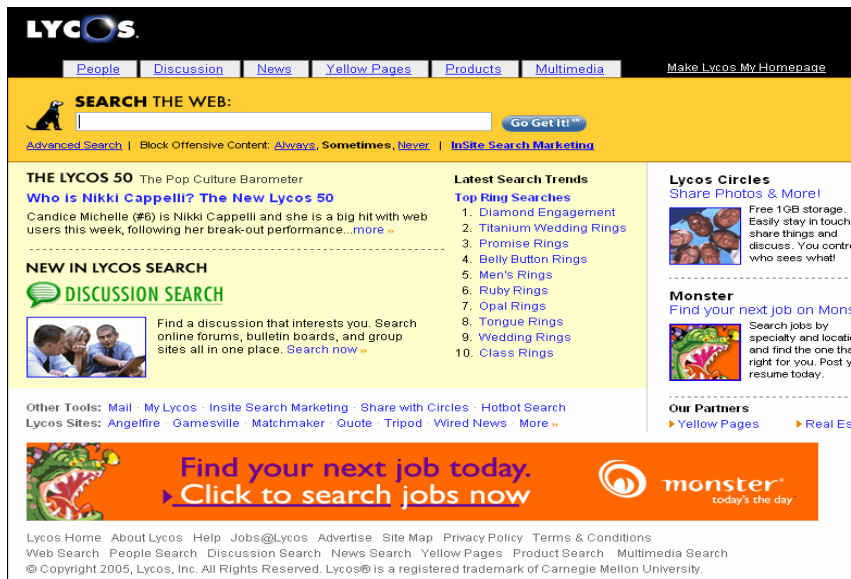 LYCOS.
People Discussion News Yellow Pages Products Multimedia Make Lycos My Homepage
SEARCH THE WEB:
Go Get It!™
Advanced Search | Block Offensive Content: Always, Sometimes, Never | InSite Search Marketing
THE LYCOS 50 The Pop Culture Barometer
Who is Nikki Cappelli? The New Lycos 50
Candice Michelle (#6) is Nikki Cappelli and she is a big hit with web
users this week, following her break-out performance...more »
NEW IN LYCOS SEARCH
DISCUSSION SEARCH
Find a discussion that interests you. Search
online forums, bulletin boards, and group
sites all in one place. Search now »
Latest Search Trends
Top Ring Searches
1. Diamond Engagement
2. Titanium Wedding Rings
3. Promise Rings
4. Belly Button Rings
5. Men's Rings
6. Ruby Rings
7. Opal Rings
8. Tongue Rings
9. Wedding Rings
10. Class Rings
Lycos Circles
Share Photos & More!
Free 1GB storage.
Easily stay in touch
share things and
discuss. You contr
who sees what!
Monster
Find your next job on Mons
Search jobs by
specialty and locati
and find the one tha
right for you. Post y
resume today.
Our Partners
Yellow Pages Real Es
Other Tools: Mail · My Lycos · Insite Search Marketing · Share with Circles · Hotbot Search
Lycos Sites: Angelfire · Gamesville · Matchmaker · Quote · Tripod · Wired News · More »
Find your next job today.
Click to search jobs now
monster®
today's the day™
Lycos Home About Lycos Help Jobs@Lycos Advertise Site Map Privacy Policy Terms & Conditions
Web Search People Search Discussion Search News Search Yellow Pages Product Search Multimedia Search
© Copyright 2005, Lycos, Inc. All Rights Reserved. Lycos® is a registered trademark of Carnegie Mellon University.